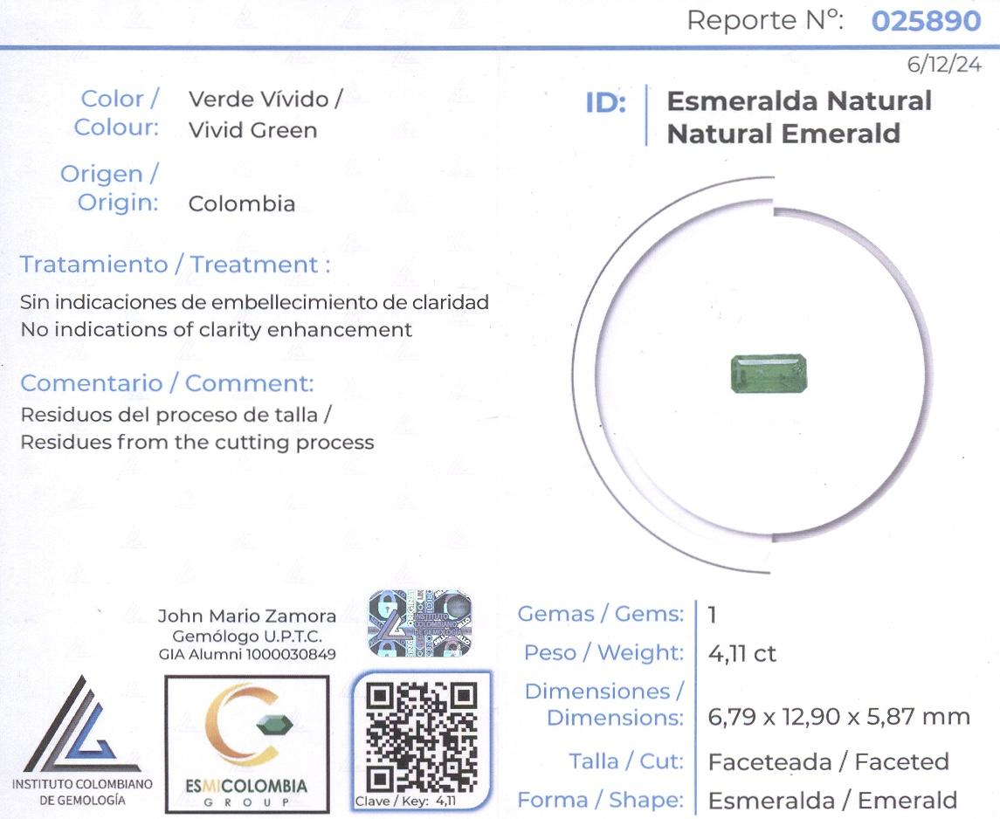 Reporte Nº: 025890
6/12/24
Color / Verde Vívido /
Colour: Vivid Green
Origen /
Origin: Colombia
Tratamiento / Treatment :
Sin indicaciones de embellecimiento de claridad
No indications of clarity enhancement
Comentario / Comment:
Residuos del proceso de talla /
Residues from the cutting process
ID: Esmeralda Natural
Natural Emerald
John Mario Zamora
Gemólogo U.P.T.C.
GIA Alumni 1000030849
INSTITUTO
COLOMBIANO
DE GEMOLOGÍA
INSTITUTO COLOMBIANO
DE GEMOLOGÍA
ESMICOLOMBIA
GROUP
Clave / Key: 4,11
Gemas / Gems: 1
Peso / Weight: 4,11 ct
Dimensiones /
Dimensions: 6,79 x 12,90 x 5,87 mm
Talla / Cut: Faceteada / Faceted
Forma / Shape: Esmeralda / Emerald